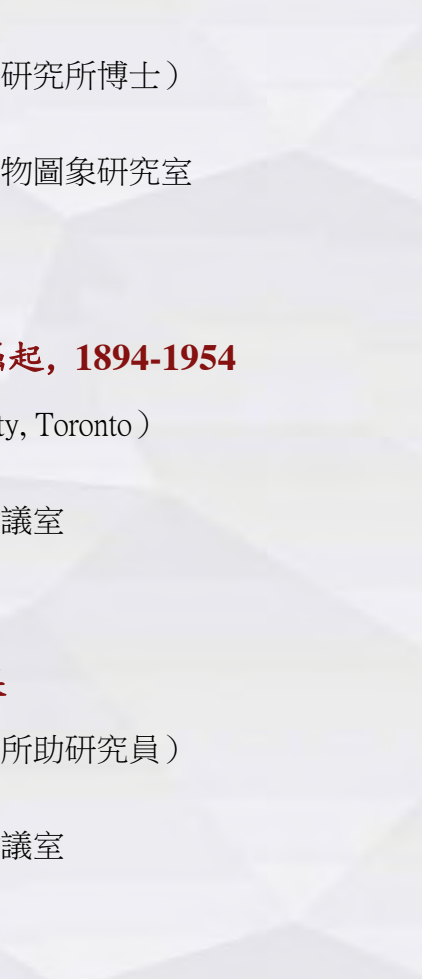 研究所博士）
物圖象研究室
起，1894-1954
ty, Toronto）
議室
所助研究員）
議室